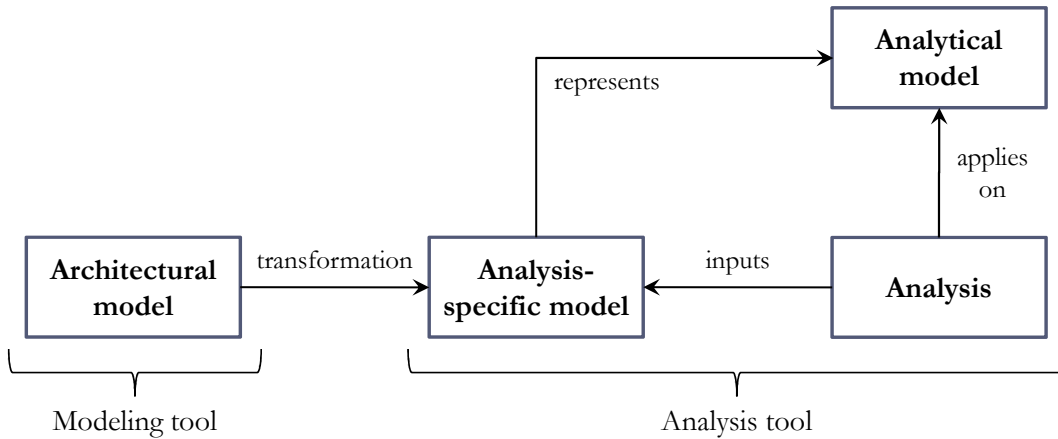 Analytical
model
represents
applies
on
Architectural
model
transformation
Analysis-
specific model
inputs
Analysis
Modeling tool
Analysis tool